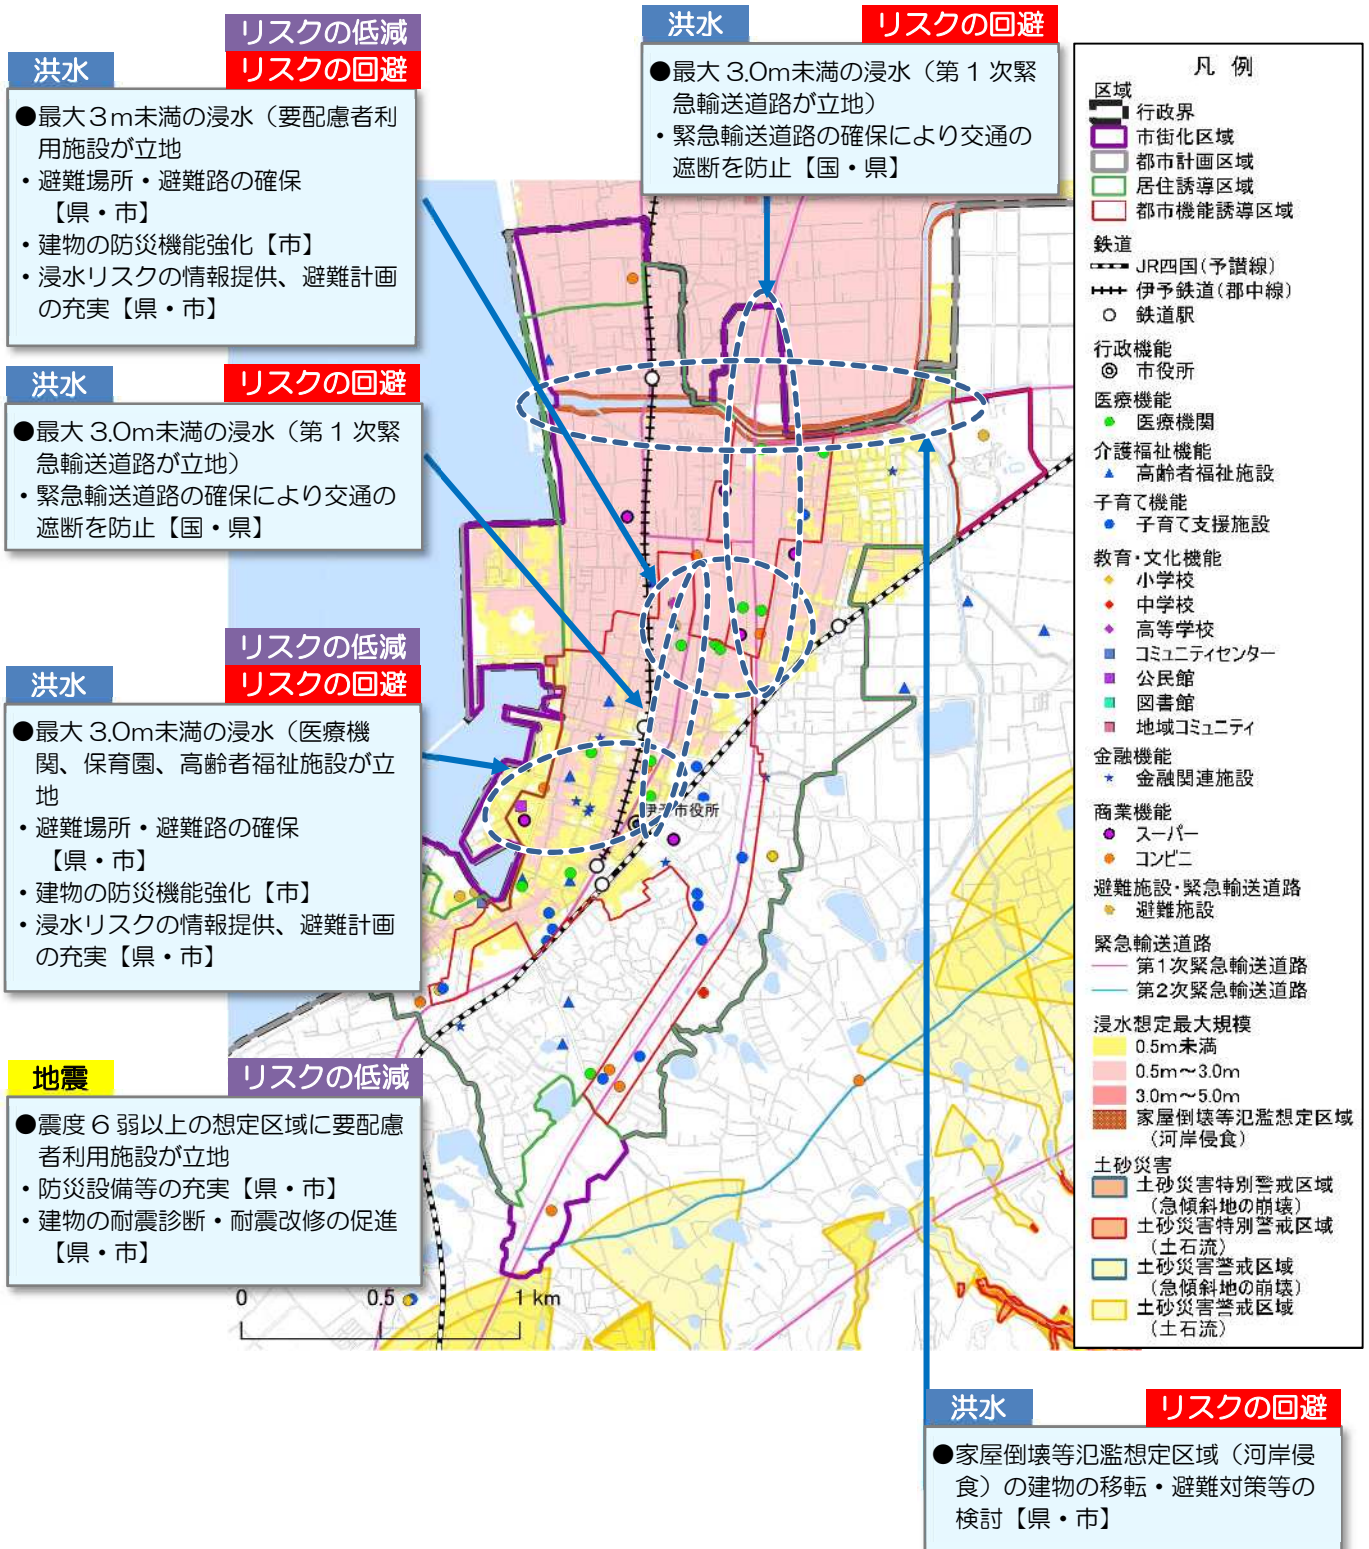 リスクの低減
洪水
リスクの回避
●最大3m未満の浸水（要配慮者利
用施設が立地
・避難場所・避難路の確保
【県・市】
・建物の防災機能強化【市】
・浸水リスクの情報提供、避難計画
の充実【県・市】
洪水
リスクの回避
●最大3.0m未満の浸水（第1次緊
急輸送道路が立地）
・緊急輸送道路の確保により交通の
遮断を防止【国・県】
洪水
リスクの回避
●最大3.0m未満の浸水（第1次緊
急輸送道路が立地）
・緊急輸送道路の確保により交通の
遮断を防止【国・県】
リスクの低減
洪水
リスクの回避
●最大3.0m未満の浸水（医療機
関、保育園、高齢者福祉施設が立
地
・避難場所・避難路の確保
【県・市】
・建物の防災機能強化【市】
・浸水リスクの情報提供、避難計画
の充実【県・市】
地震
リスクの低減
●震度6弱以上の想定区域に要配慮
者利用施設が立地
・防災設備等の充実【県・市】
・建物の耐震診断・耐震改修の促進
【県・市】
伊予市役所
0
0.5
1 km
凡 例
区域
行政界
市街化区域
都市計画区域
居住誘導区域
都市機能誘導区域
鉄道
JR四国(予讃線)
伊予鉄道(郡中線)
鉄道駅
行政機能
市役所
医療機能
医療機関
介護福祉機能
高齢者福祉施設
子育て機能
子育て支援施設
教育・文化機能
小学校
中学校
高等学校
コミュニティセンター
公民館
図書館
地域コミュニティ
金融機能
金融関連施設
商業機能
スーパー
コンビニ
避難施設・緊急輸送道路
避難施設
緊急輸送道路
第1次緊急輸送道路
第2次緊急輸送道路
浸水想定最大規模
0.5m未満
0.5m～3.0m
3.0m～5.0m
家屋倒壊等氾濫想定区域
(河岸侵食)
土砂災害
土砂災害特別警戒区域
(急傾斜地の崩壊)
土砂災害特別警戒区域
(土石流)
土砂災害警戒区域
(急傾斜地の崩壊)
土砂災害警戒区域
(土石流)
洪水
リスクの回避
●家屋倒壊等氾濫想定区域（河岸侵
食）の建物の移転・避難対策等の
検討【県・市】